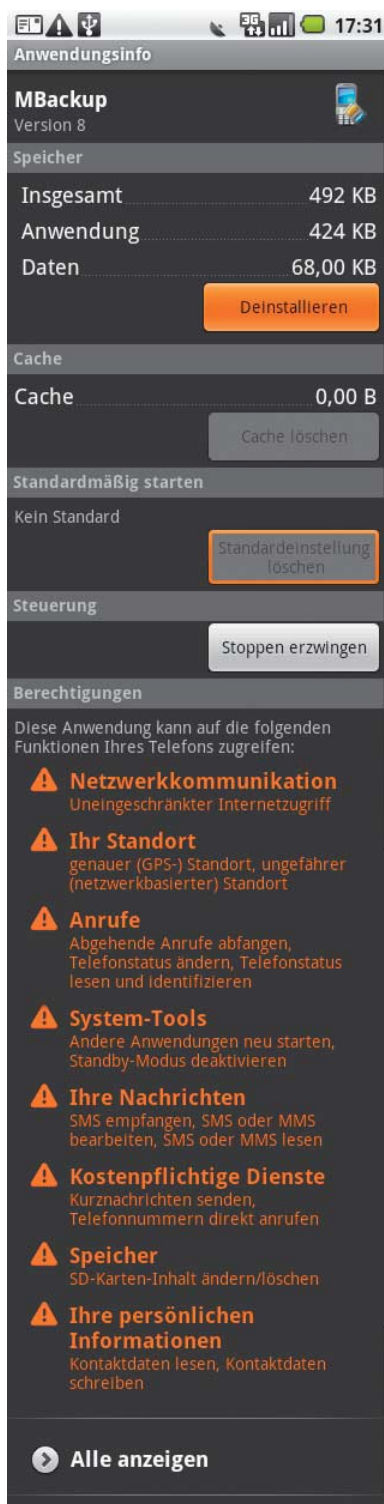 3G 17:31
Anwendungsinfo
MBackup
Version 8
Speicher
Insgesamt 492 KB
Anwendung 424 KB
Daten 68,00 KB
Deinstallieren
Cache
Cache 0,00 B
Cache löschen
Standardmäßig starten
Kein Standard
Standardeinstellung
löschen
Steuerung
Stoppen erzwingen
Berechtigungen
Diese Anwendung kann auf die folgenden
Funktionen Ihres Telefons zugreifen:
Netzwerkkommunikation
Uneingeschränkter Internetzugriff
Ihr Standort
genauer (GPS-) Standort, ungefährer
(netzwerkbasierter) Standort
Anrufe
Abgehende Anrufe abfangen,
Telefonstatus ändern, Telefonstatus
lesen und identifizieren
System-Tools
Andere Anwendungen neu starten,
Standby-Modus deaktivieren
Ihre Nachrichten
SMS empfangen, SMS oder MMS
bearbeiten, SMS oder MMS lesen
Kostenpflichtige Dienste
Kurznachrichten senden,
Telefonnummern direkt anrufen
Speicher
SD-Karten-Inhalt ändern/löschen
Ihre persönlichen
Informationen
Kontaktdaten lesen, Kontaktdaten
schreiben
Alle anzeigen